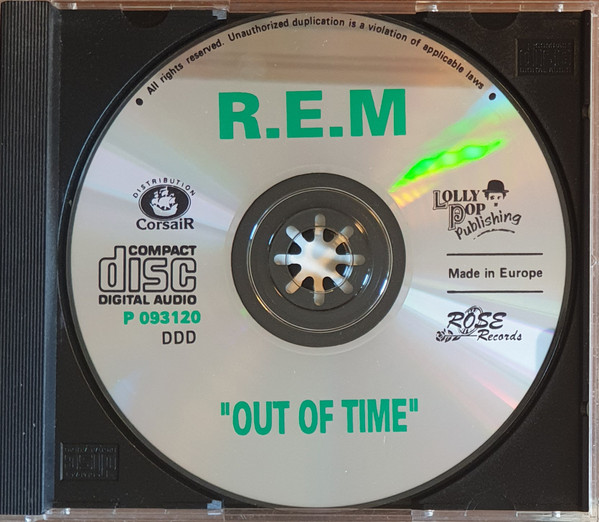 • All rights reserved. Unauthorized duplication is a violation of applicable laws •
R.E.M
DISTRIBUTION
CorsaiR
COMPACT
disc
DIGITAL AUDIO
P 093120
DDD
LOLLY
POP
Publishing
Made in Europe
ROSE
Records
"OUT OF TIME"